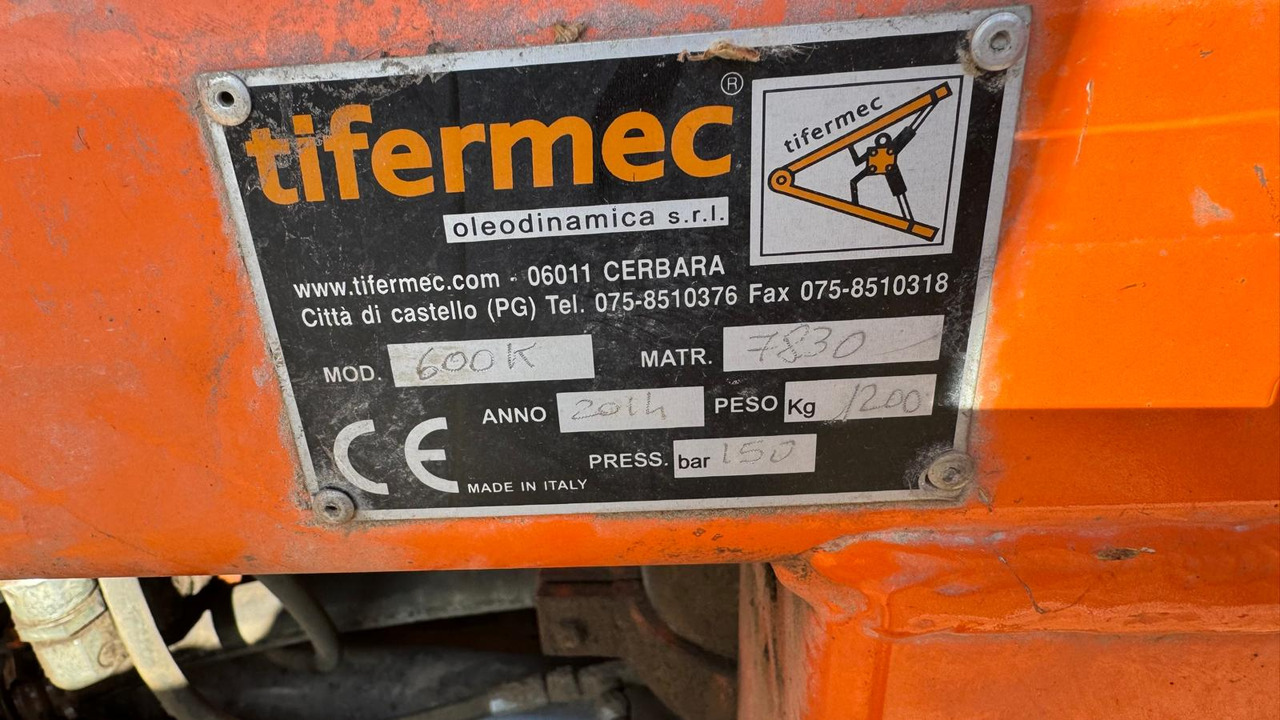 tifermec ®
tifermec
oleodinamica s.r.l.
www.tifermec.com - 06011 CERBARA
Città di castello (PG) Tel. 075-8510376 Fax 075-8510318
MOD. 600K MATR. 7830
ANNO 2014 PESO Kg 1200
PRESS. bar 150
CE MADE IN ITALY